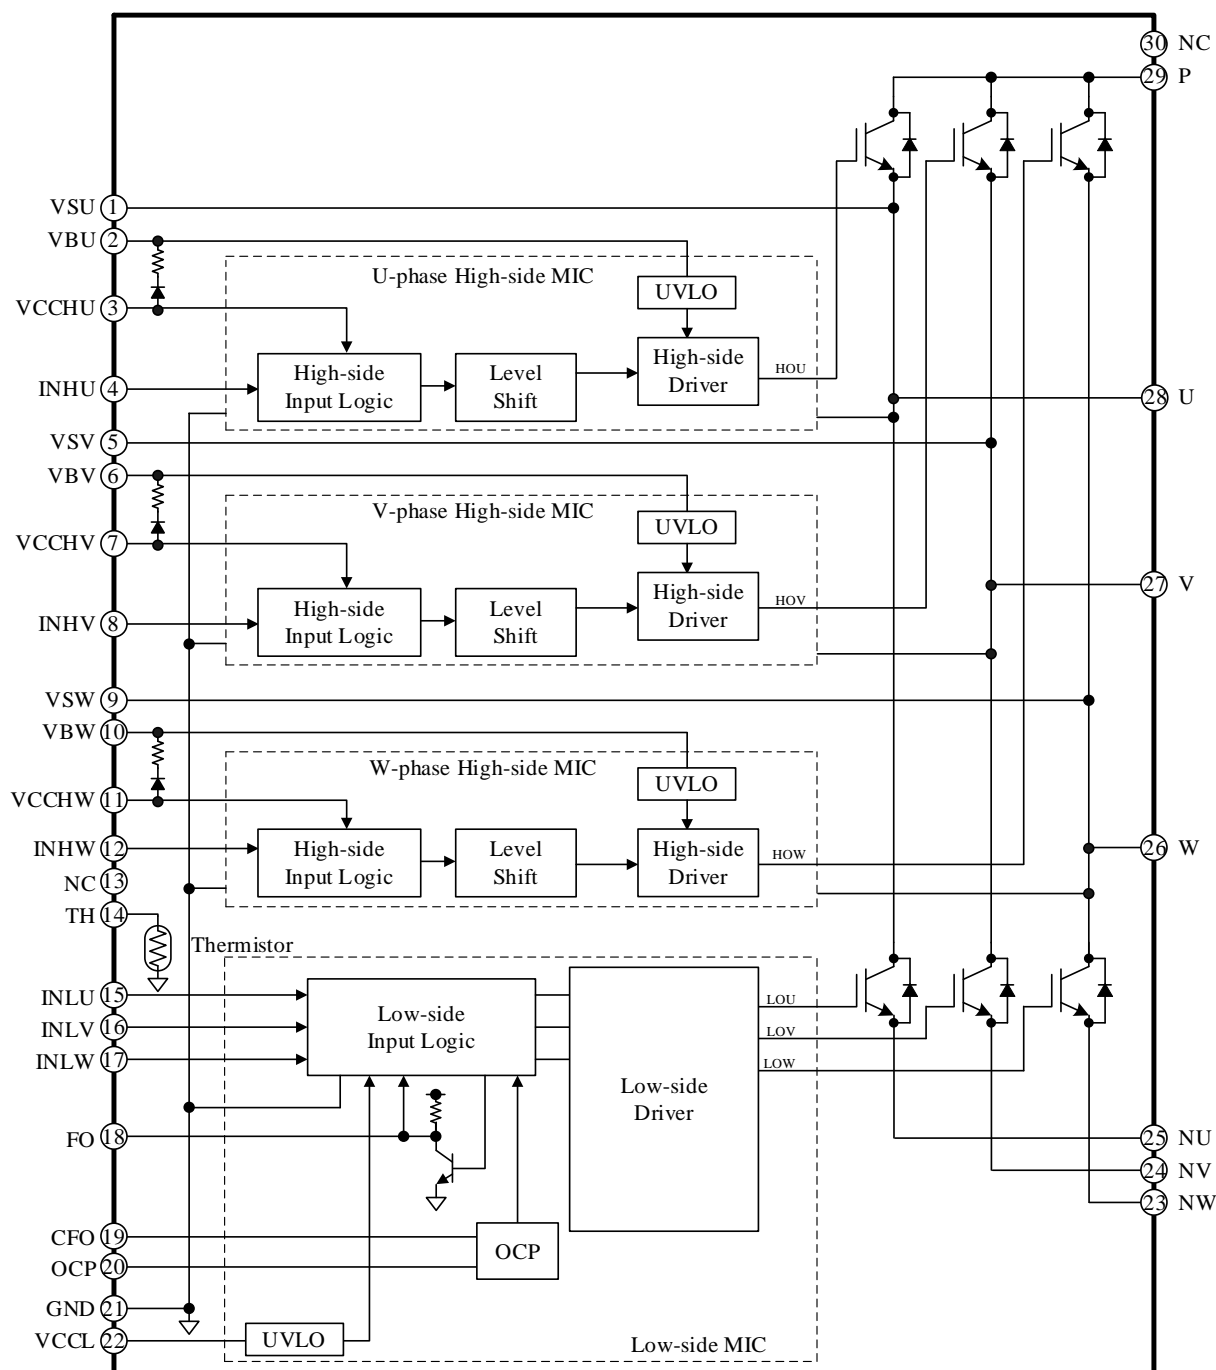 30 NC
29 P
VSU 1
VBU 2
U-phase High-side MIC
UVLO
VCCHU 3
High-side
Input Logic
Level
Shift
High-side
Driver
HOU
INHU 4
28 U
VSV 5
VBV 6
V-phase High-side MIC
UVLO
VCCHV 7
High-side
Input Logic
Level
Shift
High-side
Driver
HOV
27 V
INHV 8
VSW 9
VBW 10
W-phase High-side MIC
UVLO
VCCHW 11
High-side
Input Logic
Level
Shift
High-side
Driver
HOW
INHW 12
26 W
NC 13
TH 14
Thermistor
INLU 15
INLV 16
INLW 17
Low-side
Input Logic
LOU
LOV
LOW
Low-side
Driver
FO 18
25 NU
24 NV
23 NW
CFO 19
OCP 20
OCP
GND 21
VCCL 22
UVLO
Low-side MIC